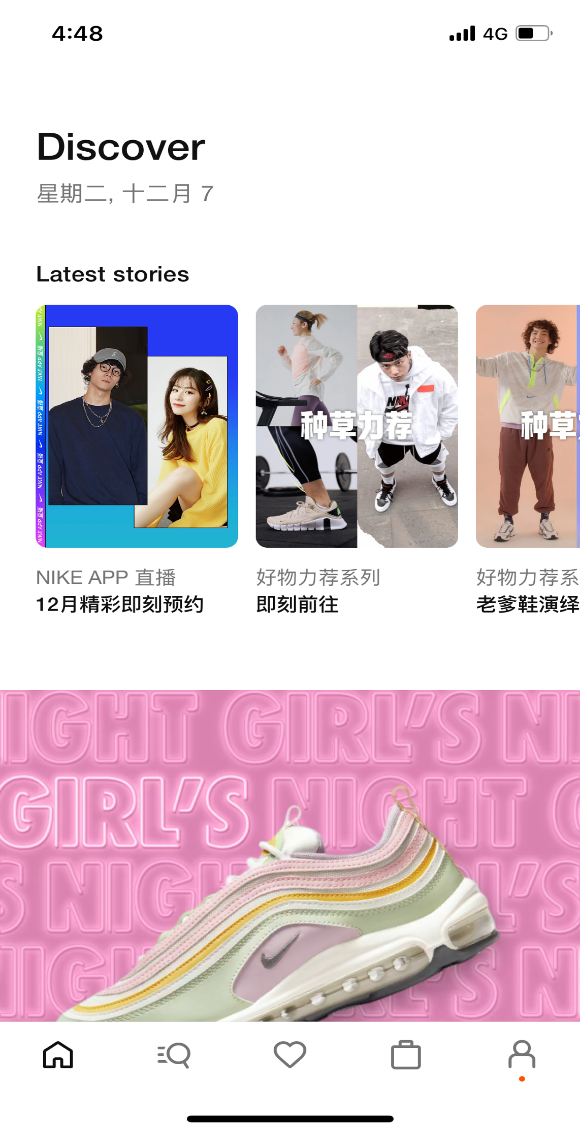 4:48
4G
Discover
星期二, 十二月 7
Latest stories
种草力荐
种草
NIKE APP 直播
12月精彩即刻预约
好物力荐系列
即刻前往
好物力荐系
老爹鞋演绎
NIGHT GIRL'S NI
GIRL'S NIGHT G
S NIGH
L'S
NIGH
RL'S N